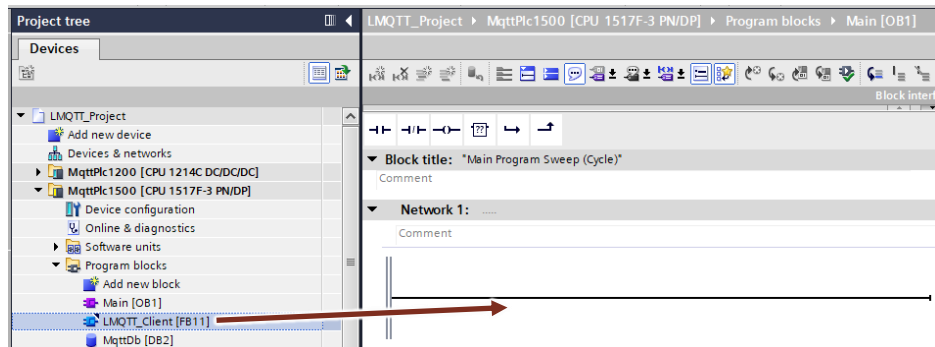 Project tree
LMQTT_Project ▸ MqttPlc1500 [CPU 1517F-3 PN/DP] ▸ Program blocks ▸ Main [OB1]
Devices
Block interf
LMQTT_Project
Add new device
Devices & networks
MqttPlc1200 [CPU 1214C DC/DC/DC]
MqttPlc1500 [CPU 1517F-3 PN/DP]
Device configuration
Online & diagnostics
Software units
Program blocks
Add new block
Main [OB1]
LMQTT_Client [FB11]
MqttDb [DB2]
??
Block title: "Main Program Sweep (Cycle)"
Comment
Network 1: .....
Comment